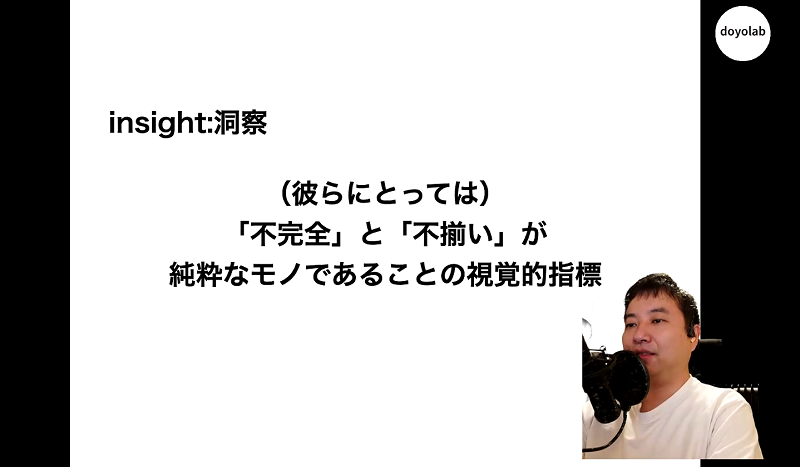 doyolab
insight:洞察
（彼らにとっては）
「不完全」と「不揃い」が
純粋なモノであることの視覚的指標